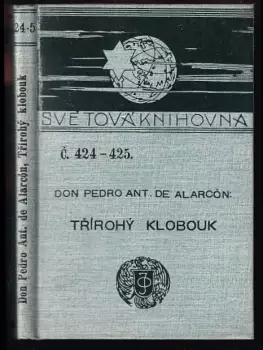 24-5
Don Pedro Ant. de Alarcón, Třírohý klobouk
SVĚTOVÁ KNIHOVNA
Č. 424-425.
DON PEDRO ANT. DE ALARCÓN:
TŘÍROHÝ KLOBOUK